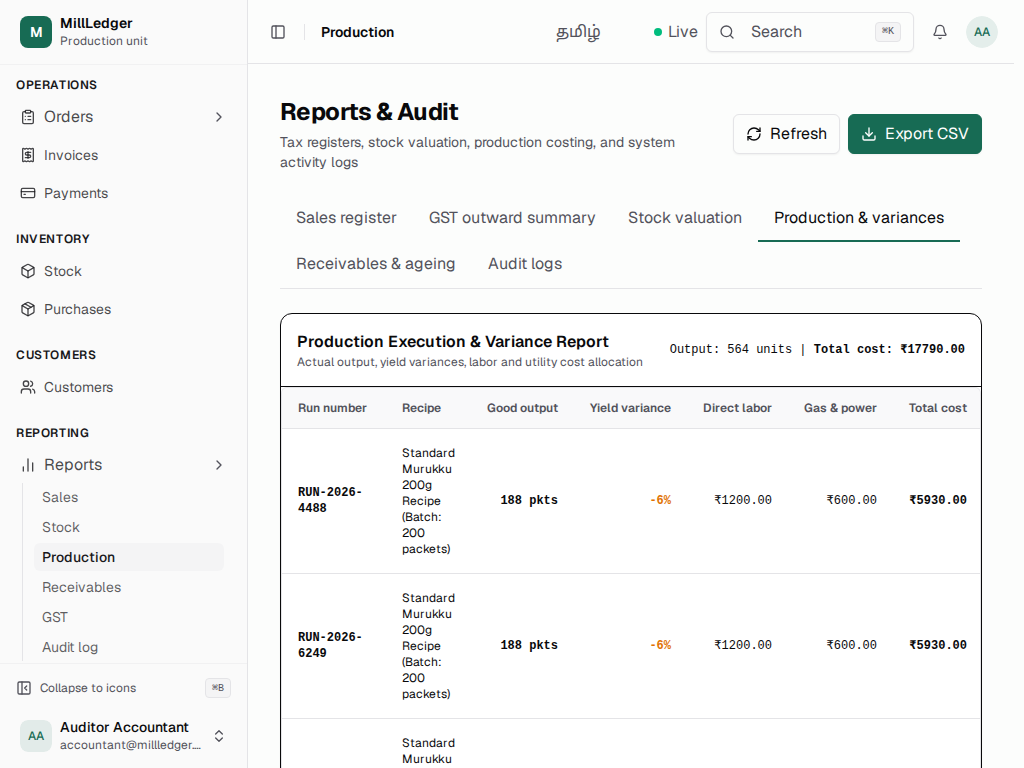 M
MillLedger
Production unit
OPERATIONS
Orders
Invoices
Payments
INVENTORY
Stock
Purchases
CUSTOMERS
Customers
REPORTING
Reports
Sales
Stock
Production
Receivables
GST
Audit log
Collapse to icons
⌘B
AA
Auditor Accountant
accountant@millledger....
Production
தமிழ்
Live
Search
⌘K
AA
Reports & Audit
Tax registers, stock valuation, production costing, and system
activity logs
Refresh
Export CSV
Sales register
GST outward summary
Stock valuation
Production & variances
Receivables & ageing
Audit logs
Production Execution & Variance Report
Actual output, yield variances, labor and utility cost allocation
Output: 564 units | Total cost: ₹17790.00
Run number Recipe Good output Yield variance Direct labor Gas & power Total cost
RUN-2026-
4488
Standard
Murukku
200g
Recipe
(Batch:
200
packets)
188 pkts
-6%
₹1200.00
₹600.00
₹5930.00
RUN-2026-
6249
Standard
Murukku
200g
Recipe
(Batch:
200
packets)
188 pkts
-6%
₹1200.00
₹600.00
₹5930.00
Standard
Murukku